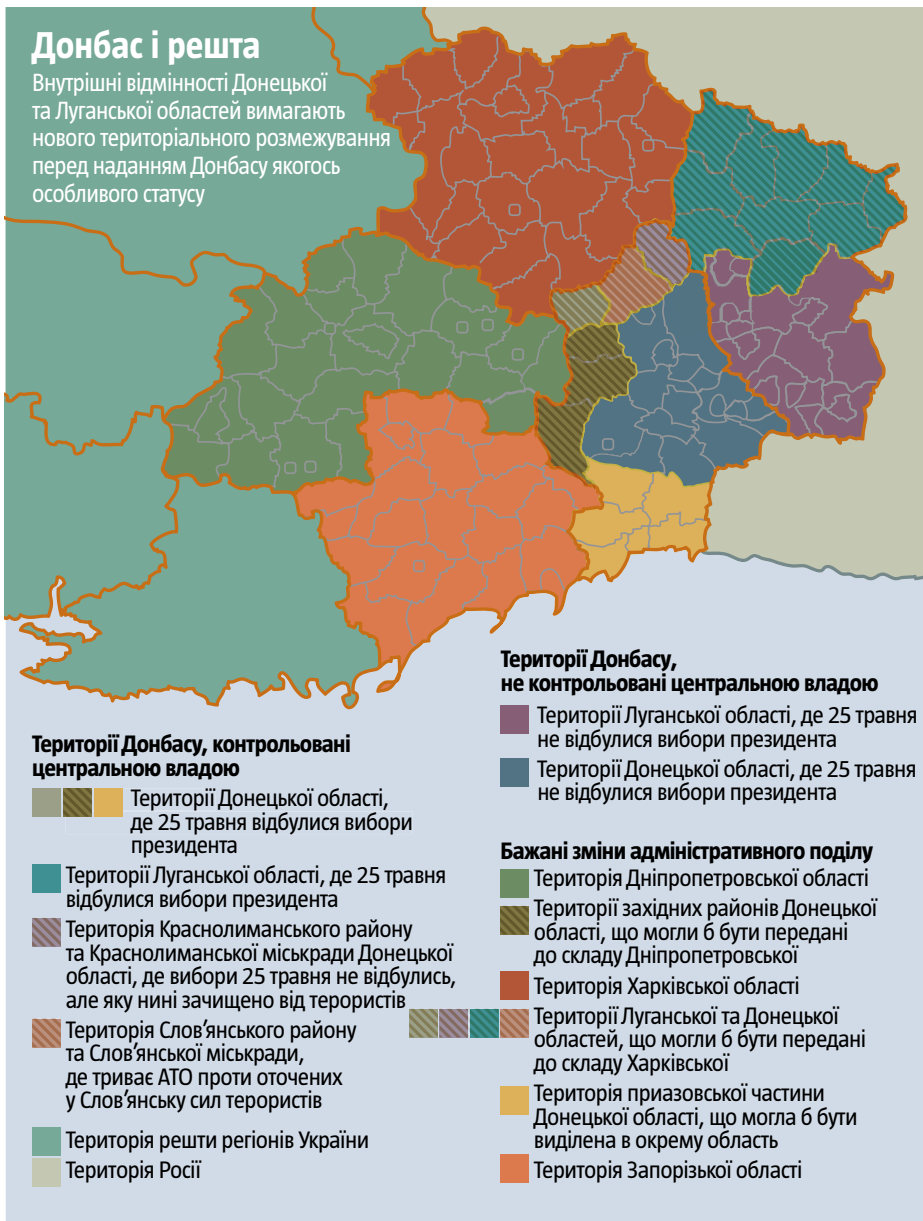 Донбас і решта
Внутрішні відмінності Донецької
та Луганської областей вимагають
нового територіального розмежування
перед наданням Донбасу якогось
особливого статусу
Території Донбасу, контрольовані
центральною владою
Території Донецької області,
де 25 травня відбулися вибори
президента
Території Луганської області, де 25 травня
відбулися вибори президента
Територія Краснолиманського району
та Краснолиманської міськради Донецької
області, де вибори 25 травня не відбулись,
але яку нині зачищено від терористів
Територія Слов’янського району
та Слов’янської міськради,
де триває АТО проти оточених
у Слов’янську сил терористів
Територія решти регіонів України
Територія Росії
Території Донбасу,
не контрольовані центральною владою
Території Луганської області, де 25 травня
не відбулися вибори президента
Території Донецької області, де 25 травня
не відбулися вибори президента
Бажані зміни адміністративного поділу
Територія Дніпропетровської області
Території західних районів Донецької
області, що могли б бути передані
до складу Дніпропетровської
Територія Харківської області
Території Луганської та Донецької
областей, що могли б бути передані
до складу Харківської
Територія приазовської частини
Донецької області, що могла б бути
виділена в окрему область
Територія Запорізької області